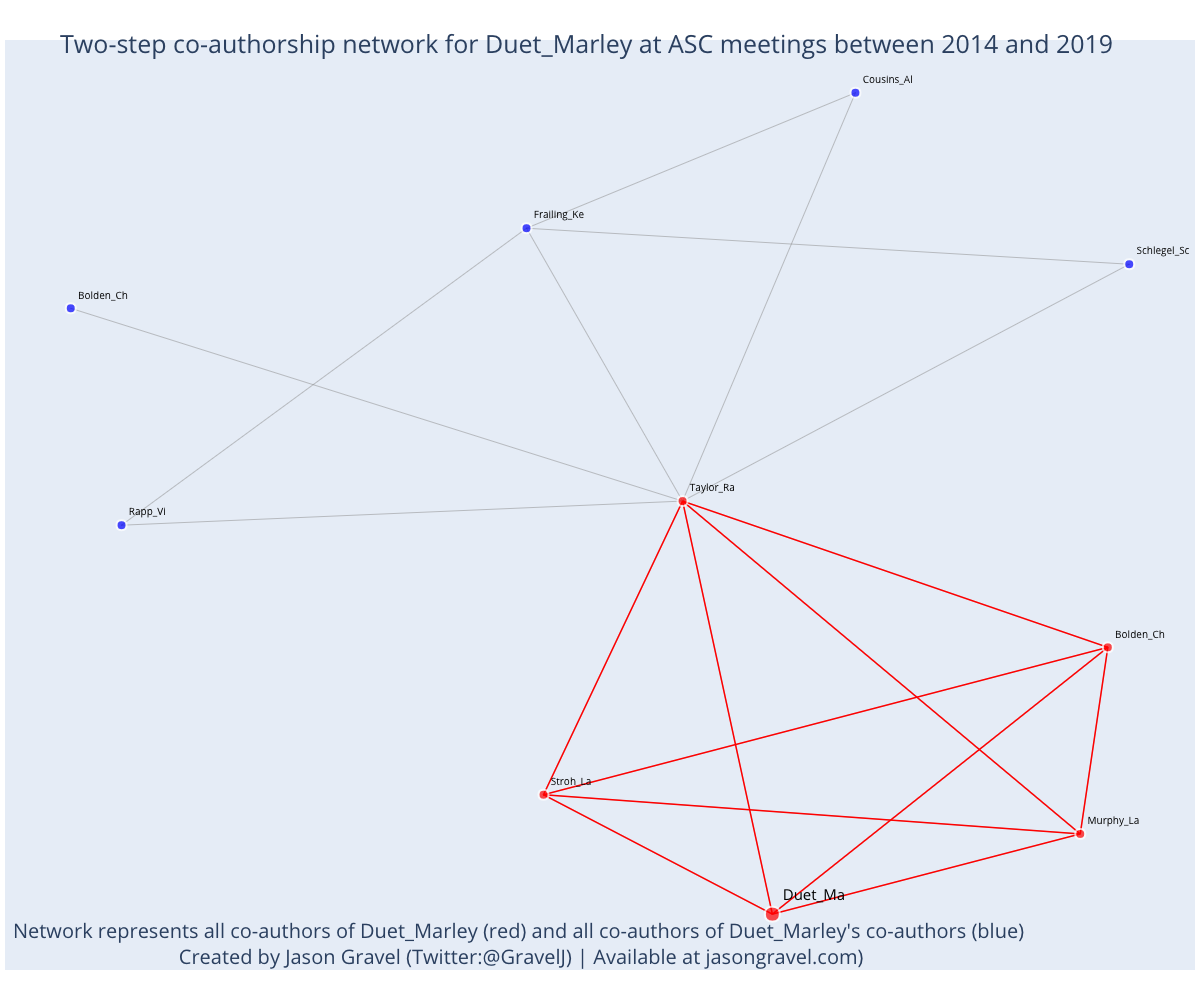 Two-step co-authorship network for Duet_Marley at ASC meetings between 2014 and 2019
Cousins_Al
Frailing_Ke
Schlegel_Sc
Bolden_Ch
Taylor_Ra
Rapp_Vi
Bolden_Ch
Stroh_La
Murphy_La
Duet_Ma
Network represents all co-authors of Duet_Marley (red) and all co-authors of Duet_Marley's co-authors (blue)
Created by Jason Gravel (Twitter:@GravelJ) | Available at jasongravel.com)